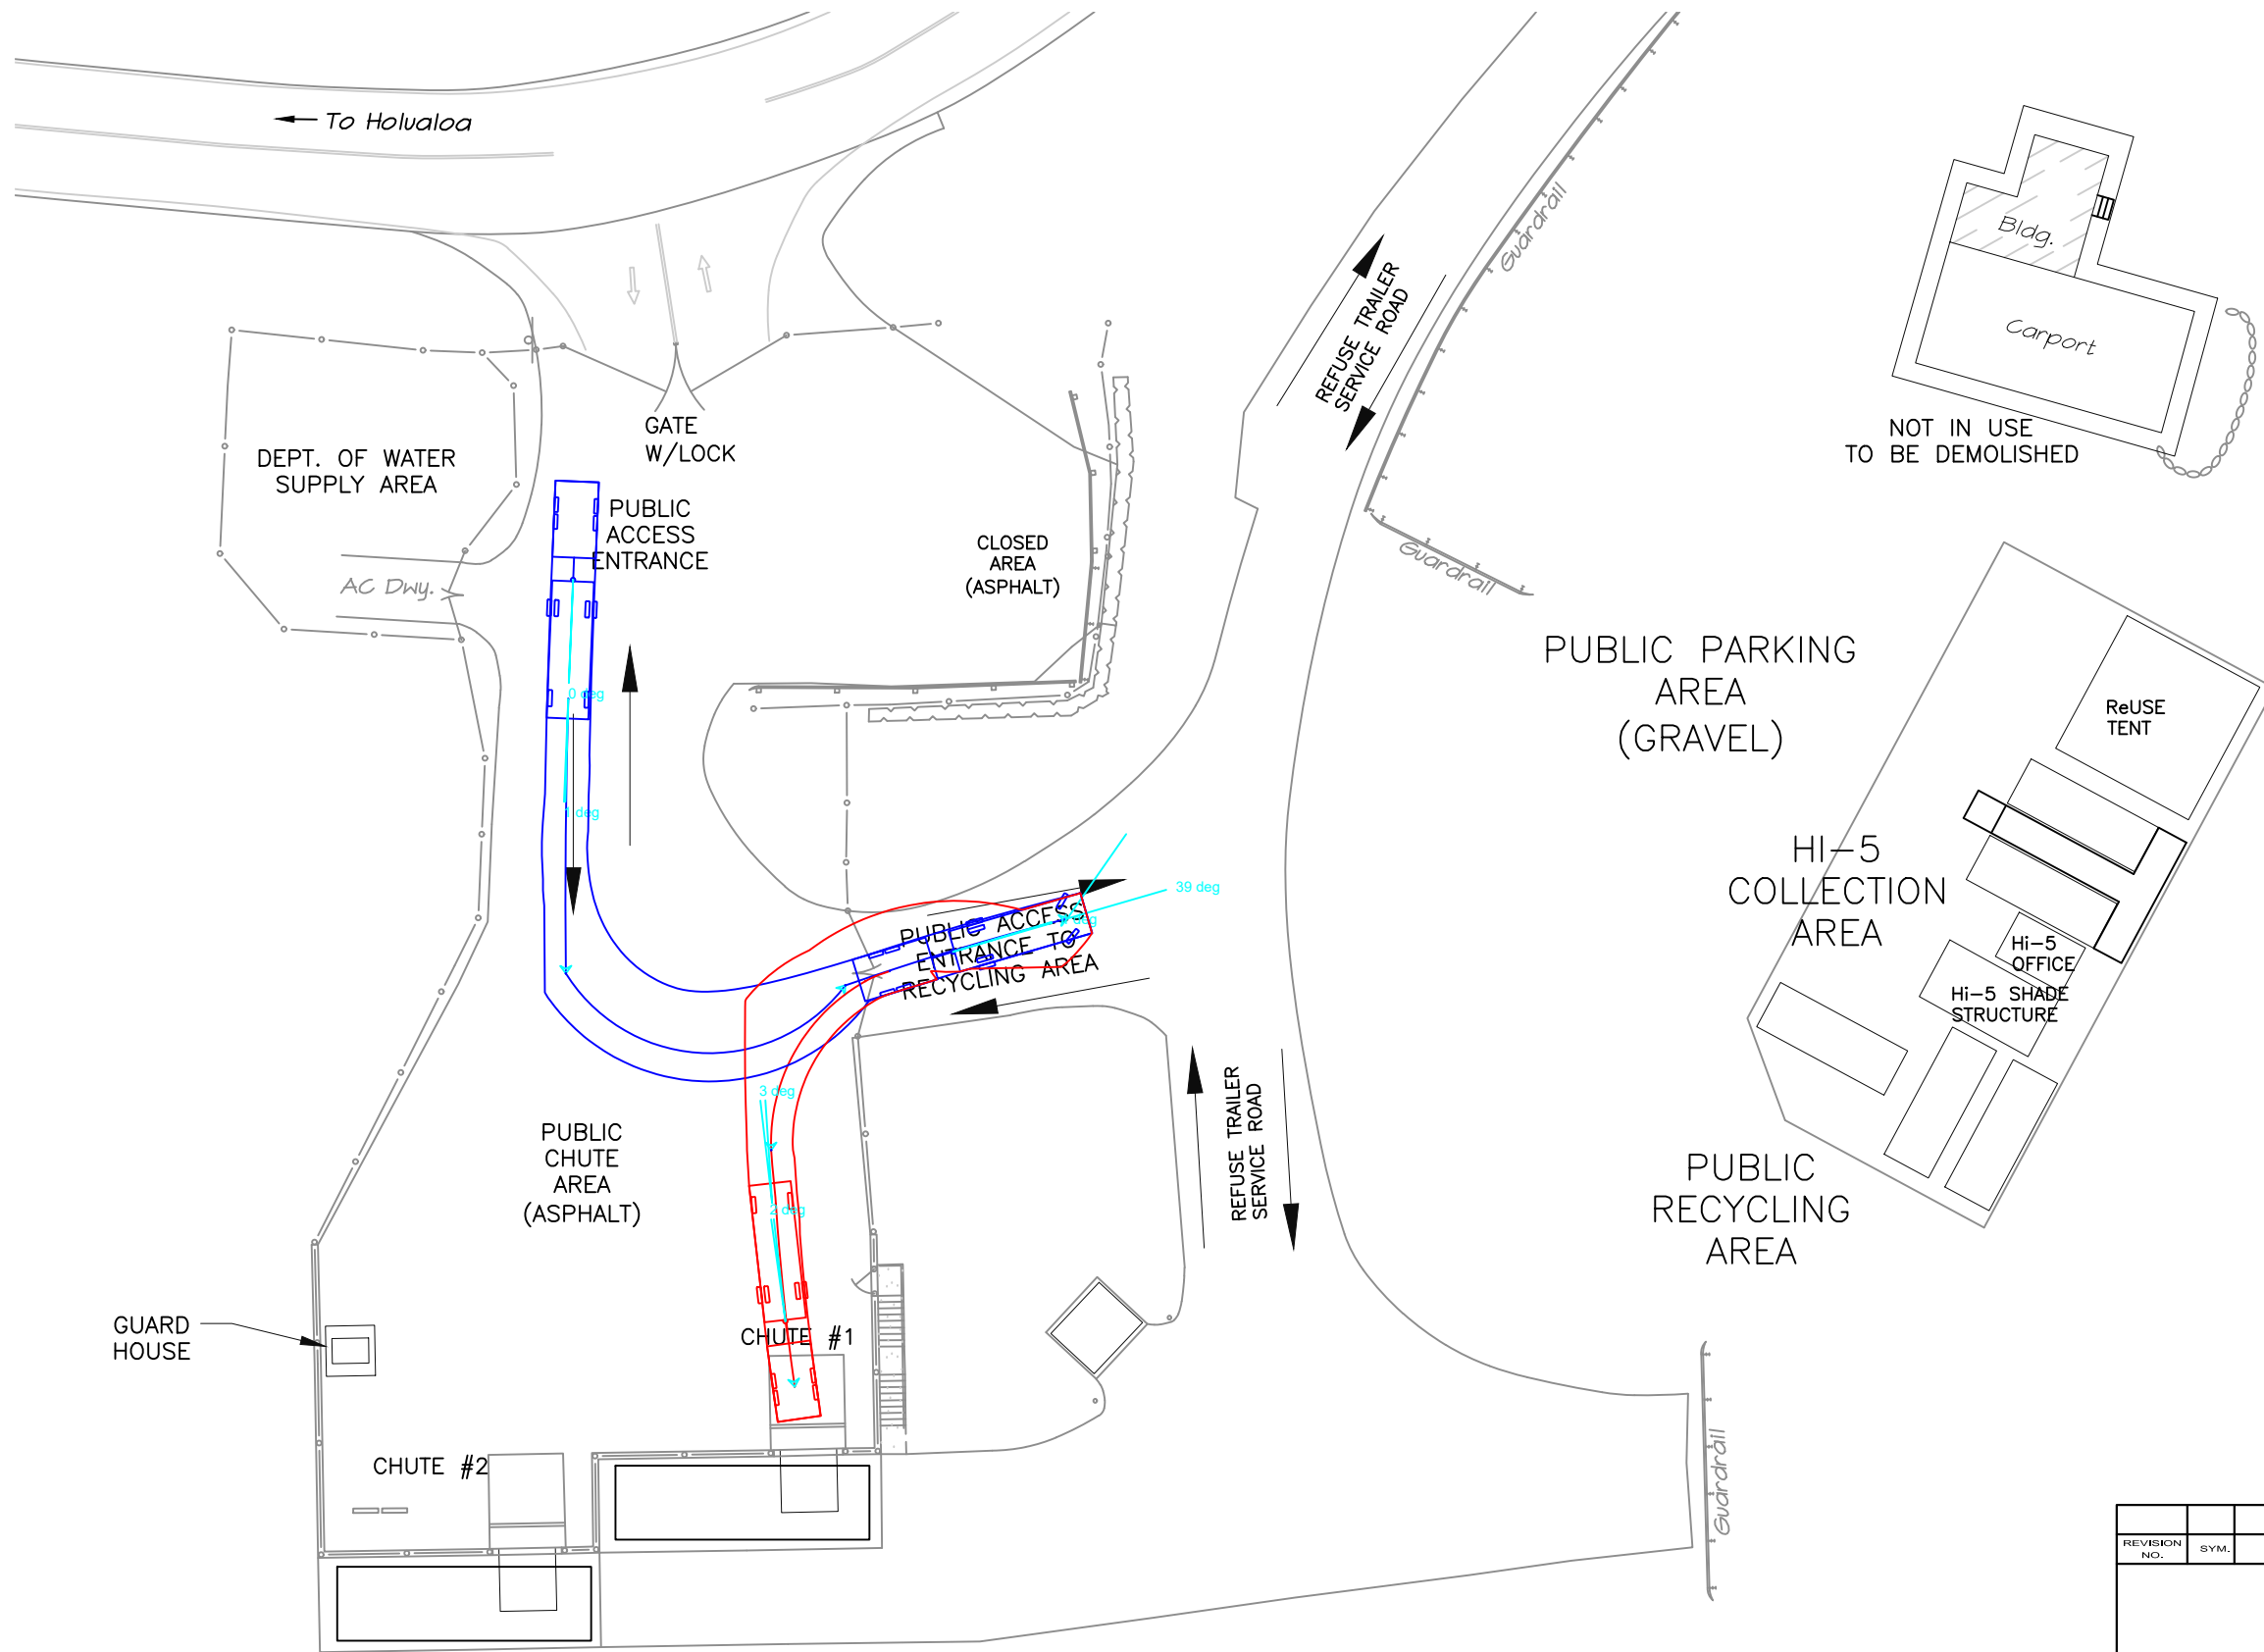 To Holualoa
GATE
W/LOCK
DEPT. OF WATER
SUPPLY AREA
AC Dwy.
PUBLIC
ACCESS
ENTRANCE
CLOSED
AREA
(ASPHALT)
REFUSE TRAILER
SERVICE ROAD
Guardrail
Guardrail
Bldg.
Carport
NOT IN USE
TO BE DEMOLISHED
PUBLIC PARKING
AREA
(GRAVEL)
ReUSE
TENT
0 deg
1 deg
39 deg
PUBLIC ACCESS
ENTRANCE TO
RECYCLING AREA
HI-5
COLLECTION
AREA
Hi-5
OFFICE
Hi-5 SHADE
STRUCTURE
3 deg
2 deg
PUBLIC
CHUTE
AREA
(ASPHALT)
REFUSE TRAILER
SERVICE ROAD
PUBLIC
RECYCLING
AREA
GUARD
HOUSE
CHUTE #1
CHUTE #2
Guardrail
REVISION
NO.
SYM.